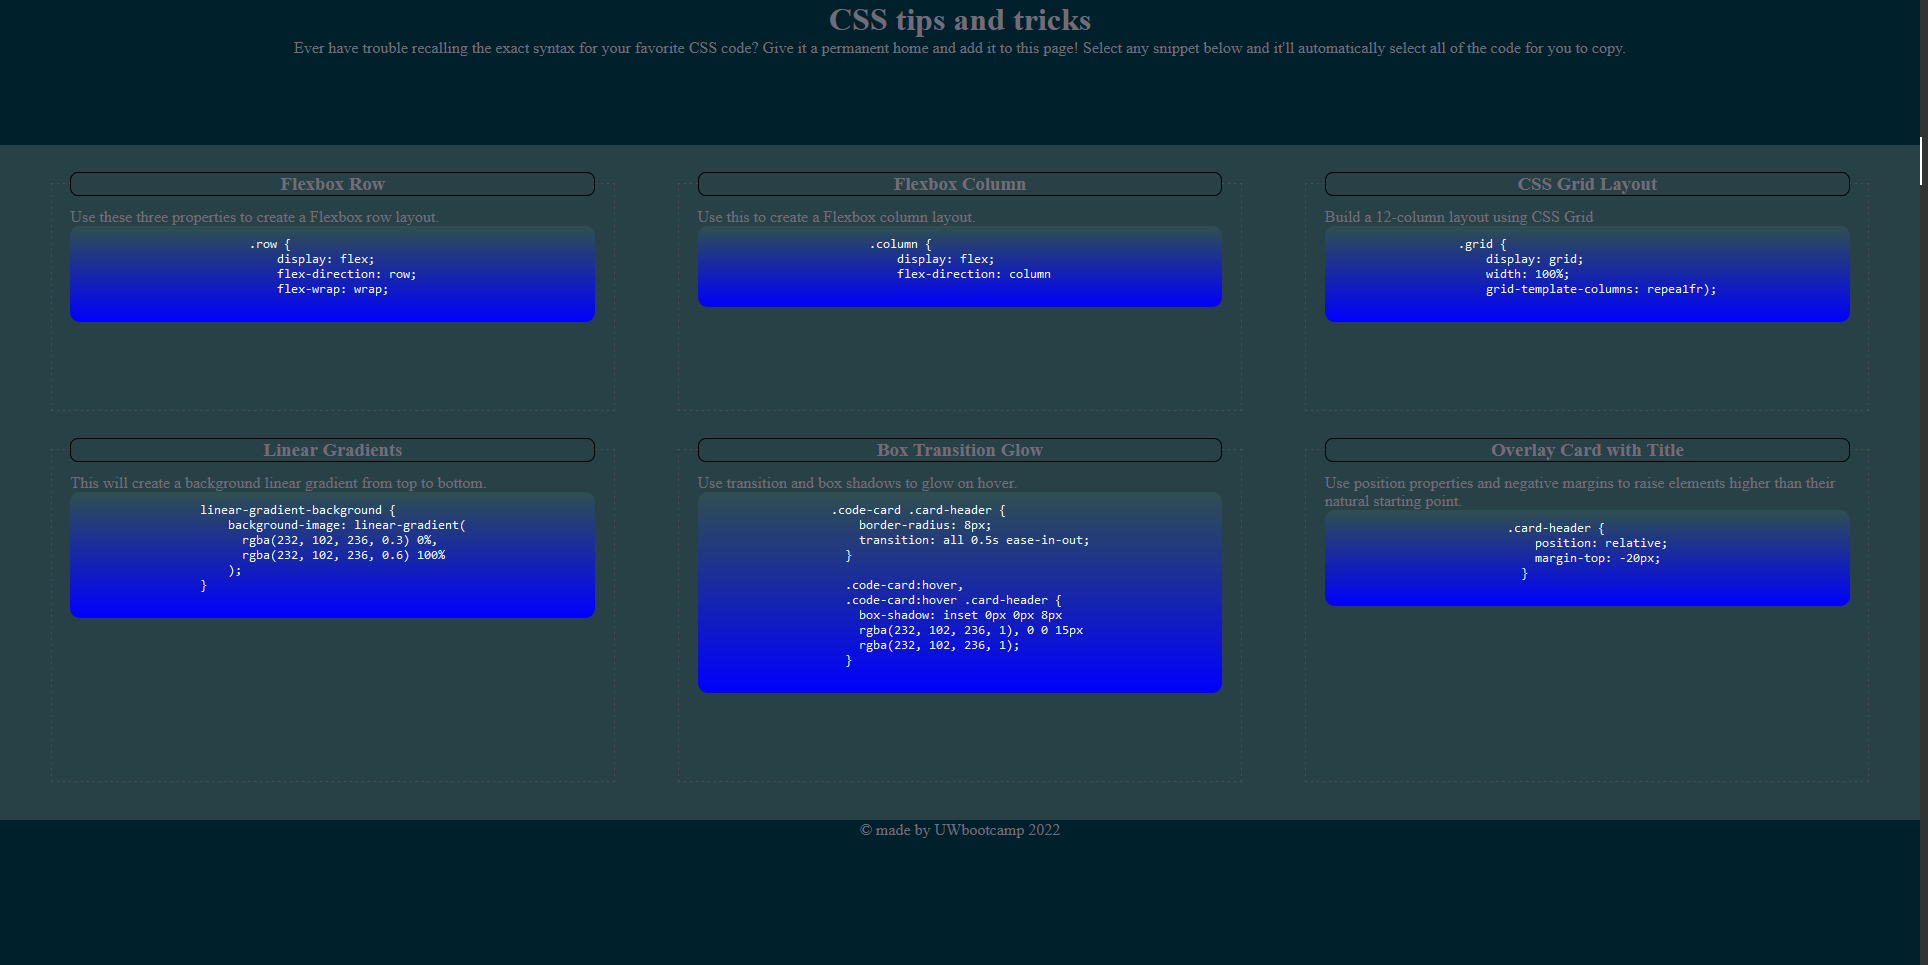 CSS tips and tricks
Ever have trouble recalling the exact syntax for your favorite CSS code? Give it a permanent home and add it to this page! Select any snippet below and it'll automatically select all of the code for you to copy.
Flexbox Row
Use these three properties to create a Flexbox row layout.
.row {
display: flex;
flex-direction: row;
flex-wrap: wrap;
Flexbox Column
Use this to create a Flexbox column layout.
.column {
display: flex;
flex-direction: column
CSS Grid Layout
Build a 12-column layout using CSS Grid
.grid {
display: grid;
width: 100%;
grid-template-columns: repea1fr);
Linear Gradients
This will create a background linear gradient from top to bottom.
linear-gradient-background {
background-image: linear-gradient(
rgba(232, 102, 236, 0.3) 0%,
rgba(232, 102, 236, 0.6) 100%
);
}
Box Transition Glow
Use transition and box shadows to glow on hover.
.code-card .card-header {
border-radius: 8px;
transition: all 0.5s ease-in-out;
}
.code-card:hover,
.code-card:hover .card-header {
box-shadow: inset 0px 0px 8px
rgba(232, 102, 236, 1), 0 0 15px
rgba(232, 102, 236, 1);
}
Overlay Card with Title
Use position properties and negative margins to raise elements higher than their
natural starting point.
.card-header {
position: relative;
margin-top: -20px;
}
© made by UWbootcamp 2022